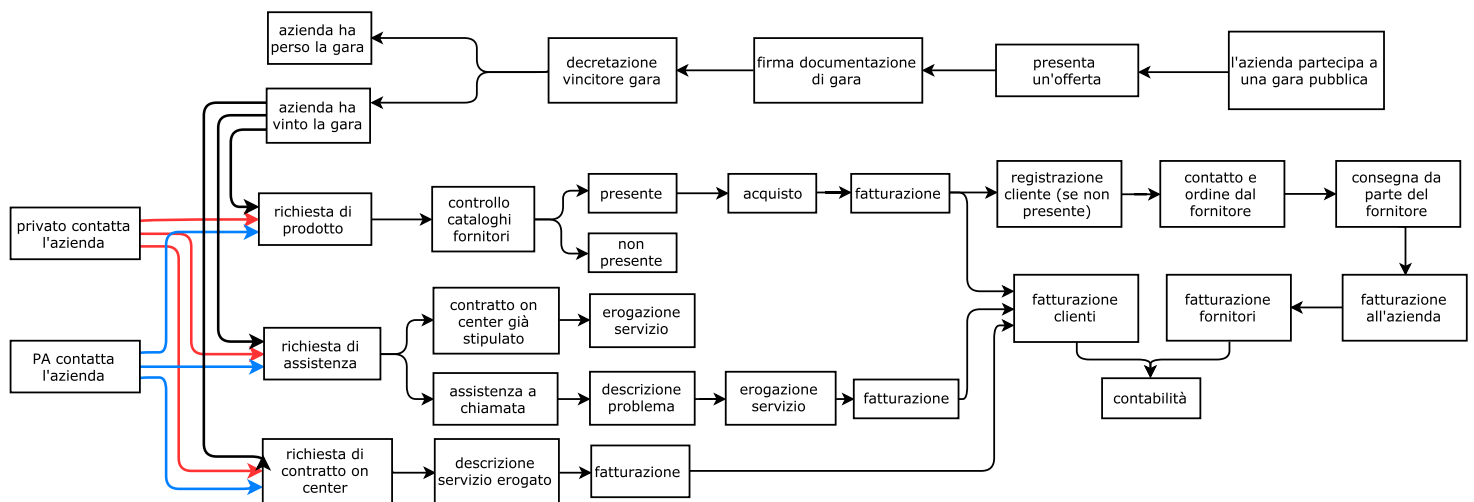 azienda ha
perso la gara
decretazione
vincitore gara
firma documentazione
di gara
presenta
un'offerta
l'azienda partecipa a
una gara pubblica
azienda ha
vinto la gara
privato contatta
l'azienda
richiesta di
prodotto
controllo
cataloghi
fornitori
presente
acquisto
fatturazione
registrazione
cliente (se non
presente)
contatto e
ordine dal
fornitore
consegna da
parte del
fornitore
non
presente
contratto on
center già
stipulato
erogazione
servizio
fatturazione
clienti
fatturazione
fornitori
fatturazione
all'azienda
PA contatta
l'azienda
richiesta di
assistenza
assistenza a
chiamata
descrizione
problema
erogazione
servizio
fatturazione
contabilità
richiesta di
contratto on
center
descrizione
servizio erogato
fatturazione